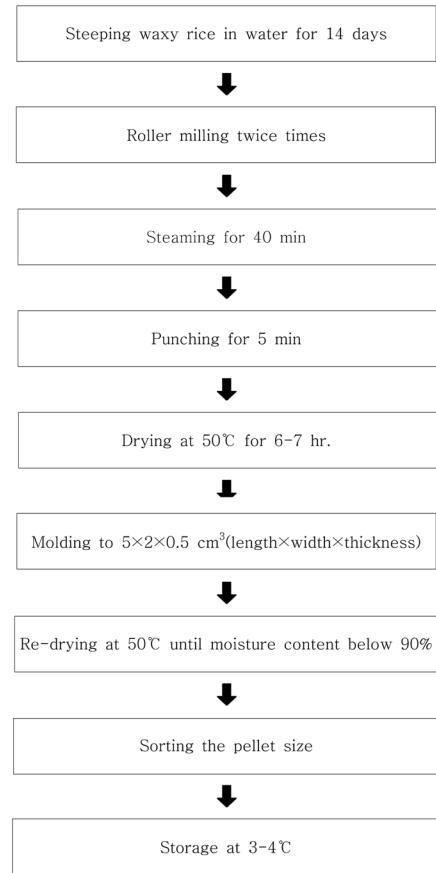 Steeping waxy rice in water for 14 days
Roller milling twice times
Steaming for 40 min
Punching for 5 min
Drying at 50℃ for 6-7 hr.
Molding to 5×2×0.5 cm³(length×width×thickness)
Re-drying at 50℃ until moisture content below 90%
Sorting the pellet size
Storage at 3-4℃